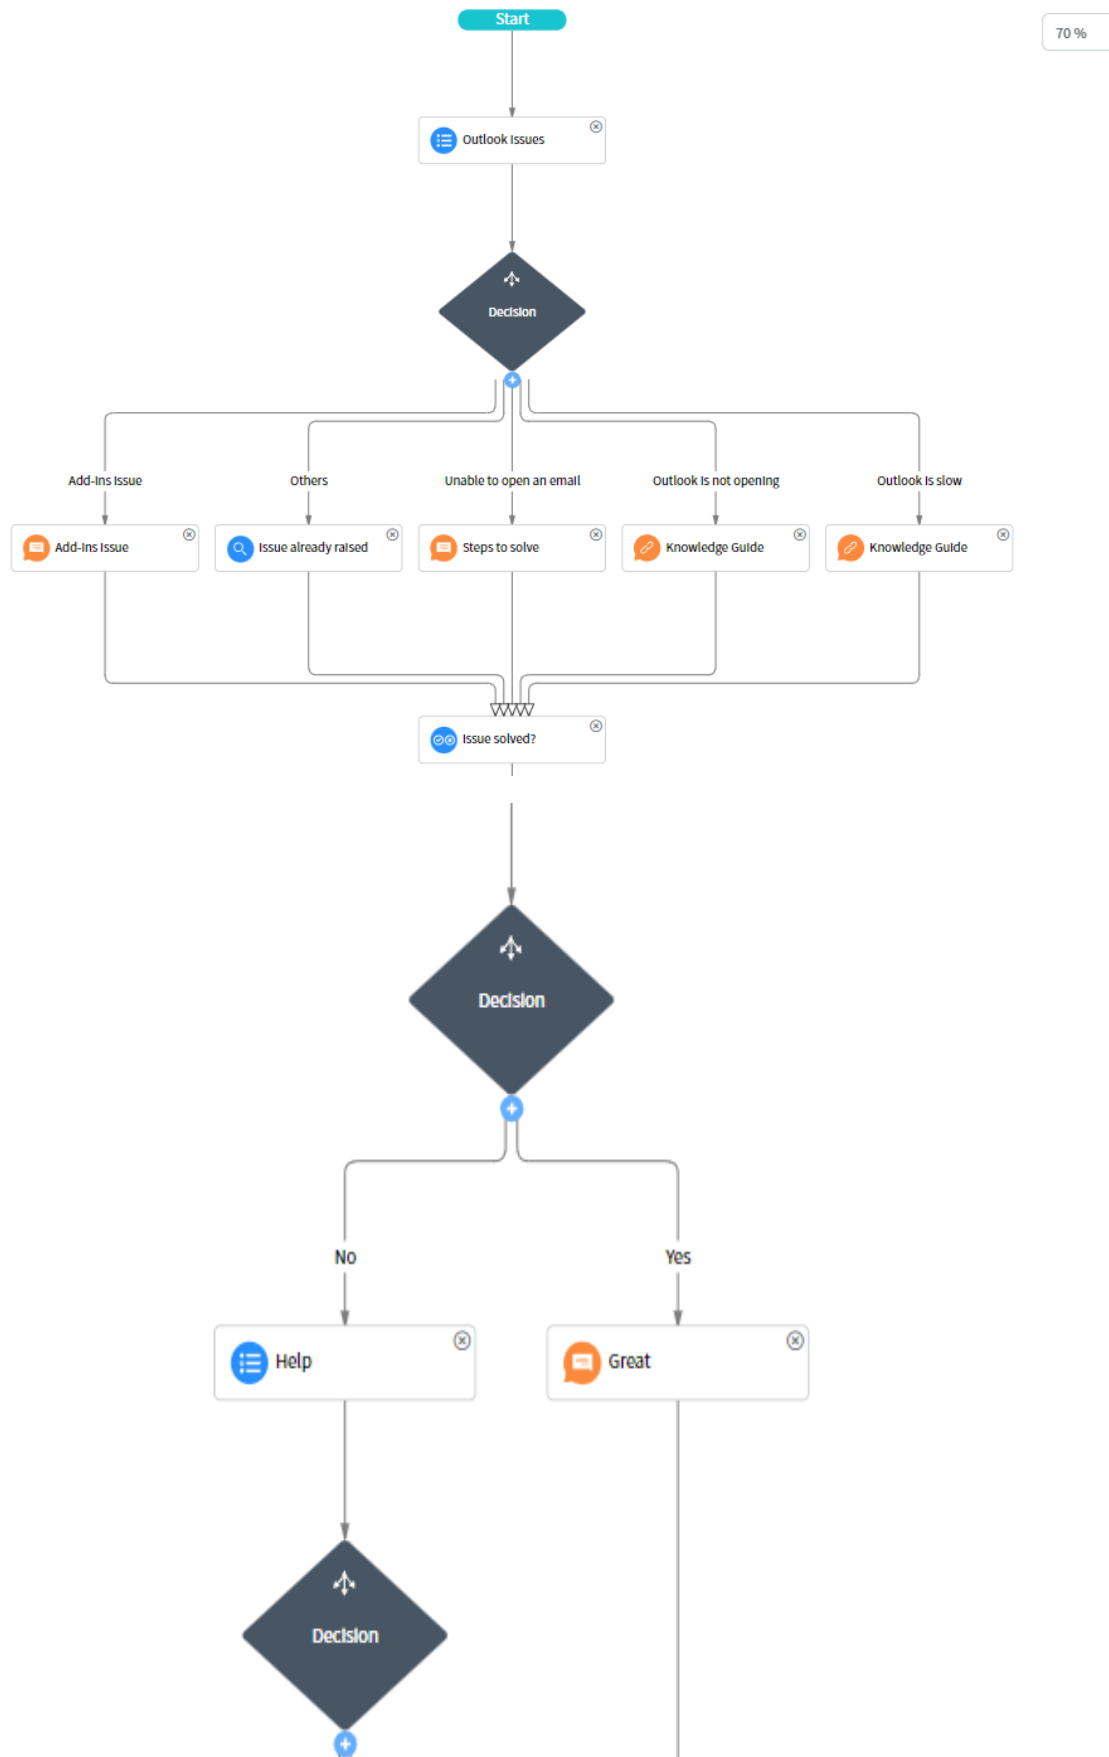 Start
70 %
Outlook Issues
Decision
Add-Ins Issue
Others
Unable to open an email
Outlook is not opening
Outlook is slow
Add-Ins Issue
Issue already raised
Steps to solve
Knowledge Guide
Knowledge Guide
Issue solved?
Decision
No
Yes
Help
Great
Decision